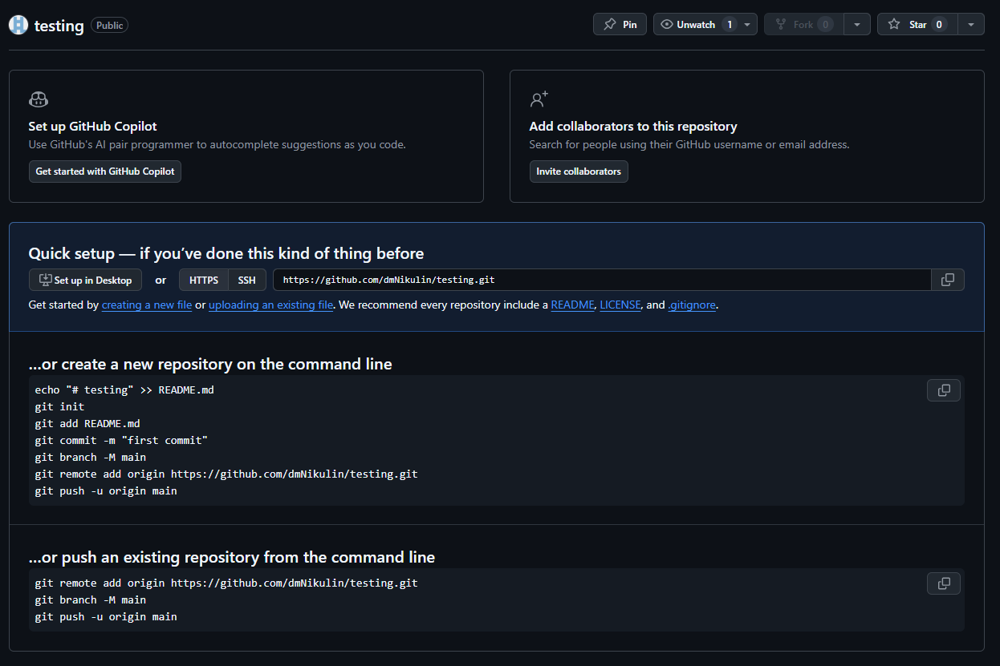 testing Public Pin Unwatch 1 Fork 0 Star 0
Set up GitHub Copilot
Use GitHub's AI pair programmer to autocomplete suggestions as you code.
Get started with GitHub Copilot
Add collaborators to this repository
Search for people using their GitHub username or email address.
Invite collaborators
Quick setup — if you’ve done this kind of thing before
Set up in Desktop or HTTPS SSH https://github.com/dmNikulin/testing.git
Get started by creating a new file or uploading an existing file. We recommend every repository include a README, LICENSE, and .gitignore.
…or create a new repository on the command line
echo "# testing" >> README.md
git init
git add README.md
git commit -m "first commit"
git branch -M main
git remote add origin https://github.com/dmNikulin/testing.git
git push -u origin main
…or push an existing repository from the command line
git remote add origin https://github.com/dmNikulin/testing.git
git branch -M main
git push -u origin main